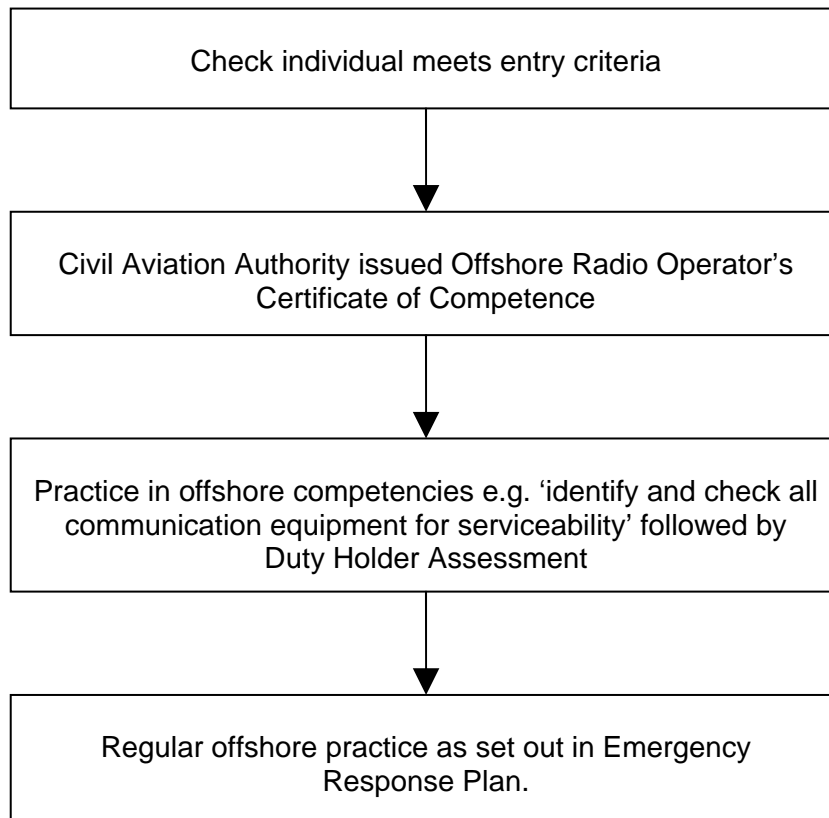 Check individual meets entry criteria
Civil Aviation Authority issued Offshore Radio Operator's
Certificate of Competence
Practice in offshore competencies e.g. ‘identify and check all
communication equipment for serviceability’ followed by
Duty Holder Assessment
Regular offshore practice as set out in Emergency
Response Plan.